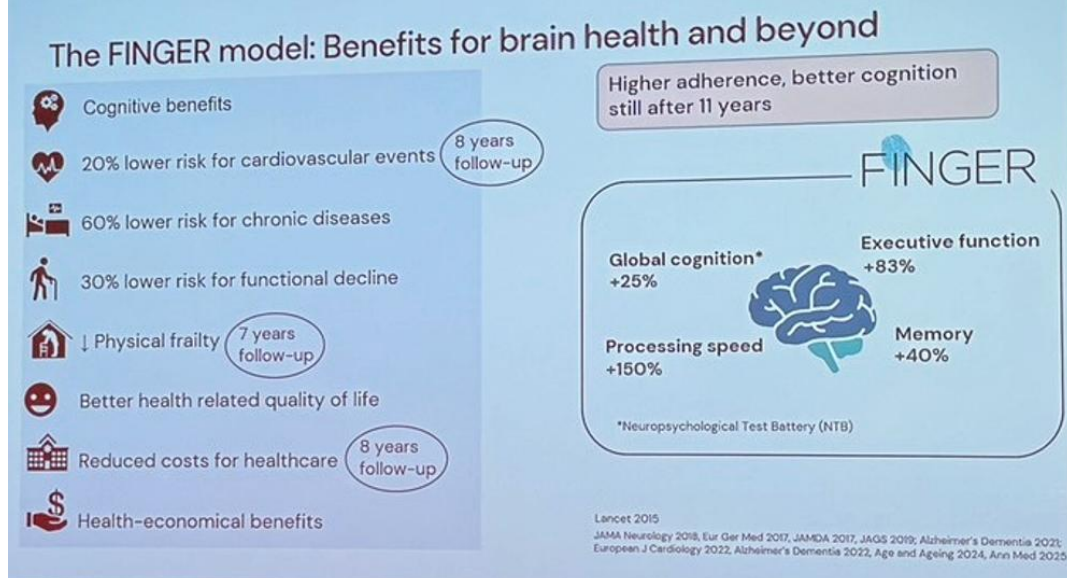 The FINGER model: Benefits for brain health and beyond
Cognitive benefits
20% lower risk for cardiovascular events
8 years
follow-up
60% lower risk for chronic diseases
30% lower risk for functional decline
↓ Physical frailty
7 years
follow-up
Better health related quality of life
Reduced costs for healthcare
8 years
follow-up
$
Health-economical benefits
Higher adherence, better cognition
still after 11 years
FINGER
Global cognition*
+25%
Executive function
+83%
Processing speed
+150%
Memory
+40%
*Neuropsychological Test Battery (NTB)
Lancet 2015
JAMA Neurology 2018, Eur Ger Med 2017, JAMDA 2017, JAGS 2019; Alzheimer's Dementia 2021;
European J Cardiology 2022, Alzheimer's Dementia 2022, Age and Ageing 2024, Ann Med 2025